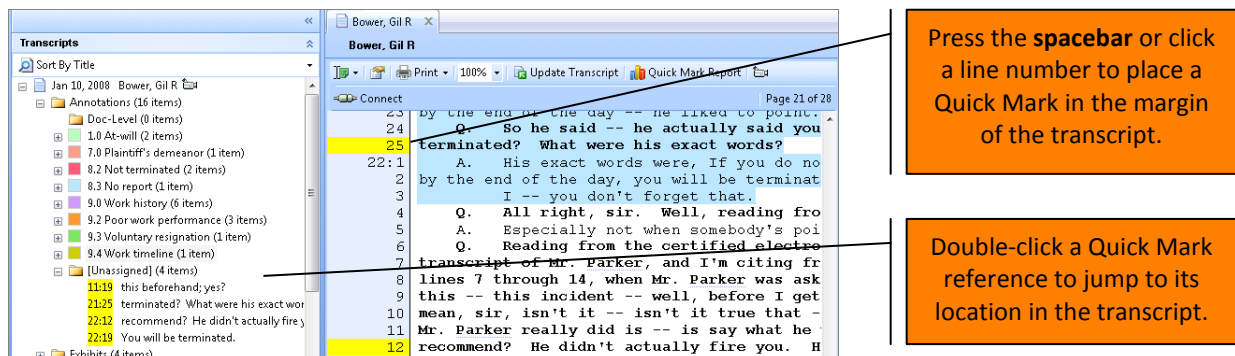 Transcripts
Sort By Title
Jan 10, 2008 Bower, Gil R
Annotations (16 items)
Doc-Level (0 items)
1.0 At-will (2 items)
7.0 Plaintiff's demeanor (1 item)
8.2 Not terminated (2 items)
8.3 No report (1 item)
9.0 Work history (6 items)
9.2 Poor work performance (3 items)
9.3 Voluntary resignation (1 item)
9.4 Work timeline (1 item)
[Unassigned] (4 items)
11:19 this beforehand; yes?
21:25 terminated? What were his exact wor
22:12 recommend? He didn't actually fire y
22:19 You will be terminated.
Exhibits (4 items)
Bower, Gil R X
Bower, Gil R
Print 100% Update Transcript Quick Mark Report
Connect Page 21 of 28
23 by the end of the day -- he liked to point.
24 Q. So he said -- he actually said you
25 terminated? What were his exact words?
22:1 A. His exact words were, If you do no
2 by the end of the day, you will be terminat
3 I -- you don't forget that.
4 Q. All right, sir. Well, reading fro
5 A. Especially not when somebody's poi
6 Q. Reading from the certified electro
7 transcript of Mr. Parker, and I'm citing fr
8 lines 7 through 14, when Mr. Parker was ask
9 this -- this incident -- well, before I get
10 mean, sir, isn't it -- isn't it true that -
11 Mr. Parker really did is -- is say what he
12 recommend? He didn't actually fire you. H
Press the spacebar or click
a line number to place a
Quick Mark in the margin
of the transcript.
Double-click a Quick Mark
reference to jump to its
location in the transcript.